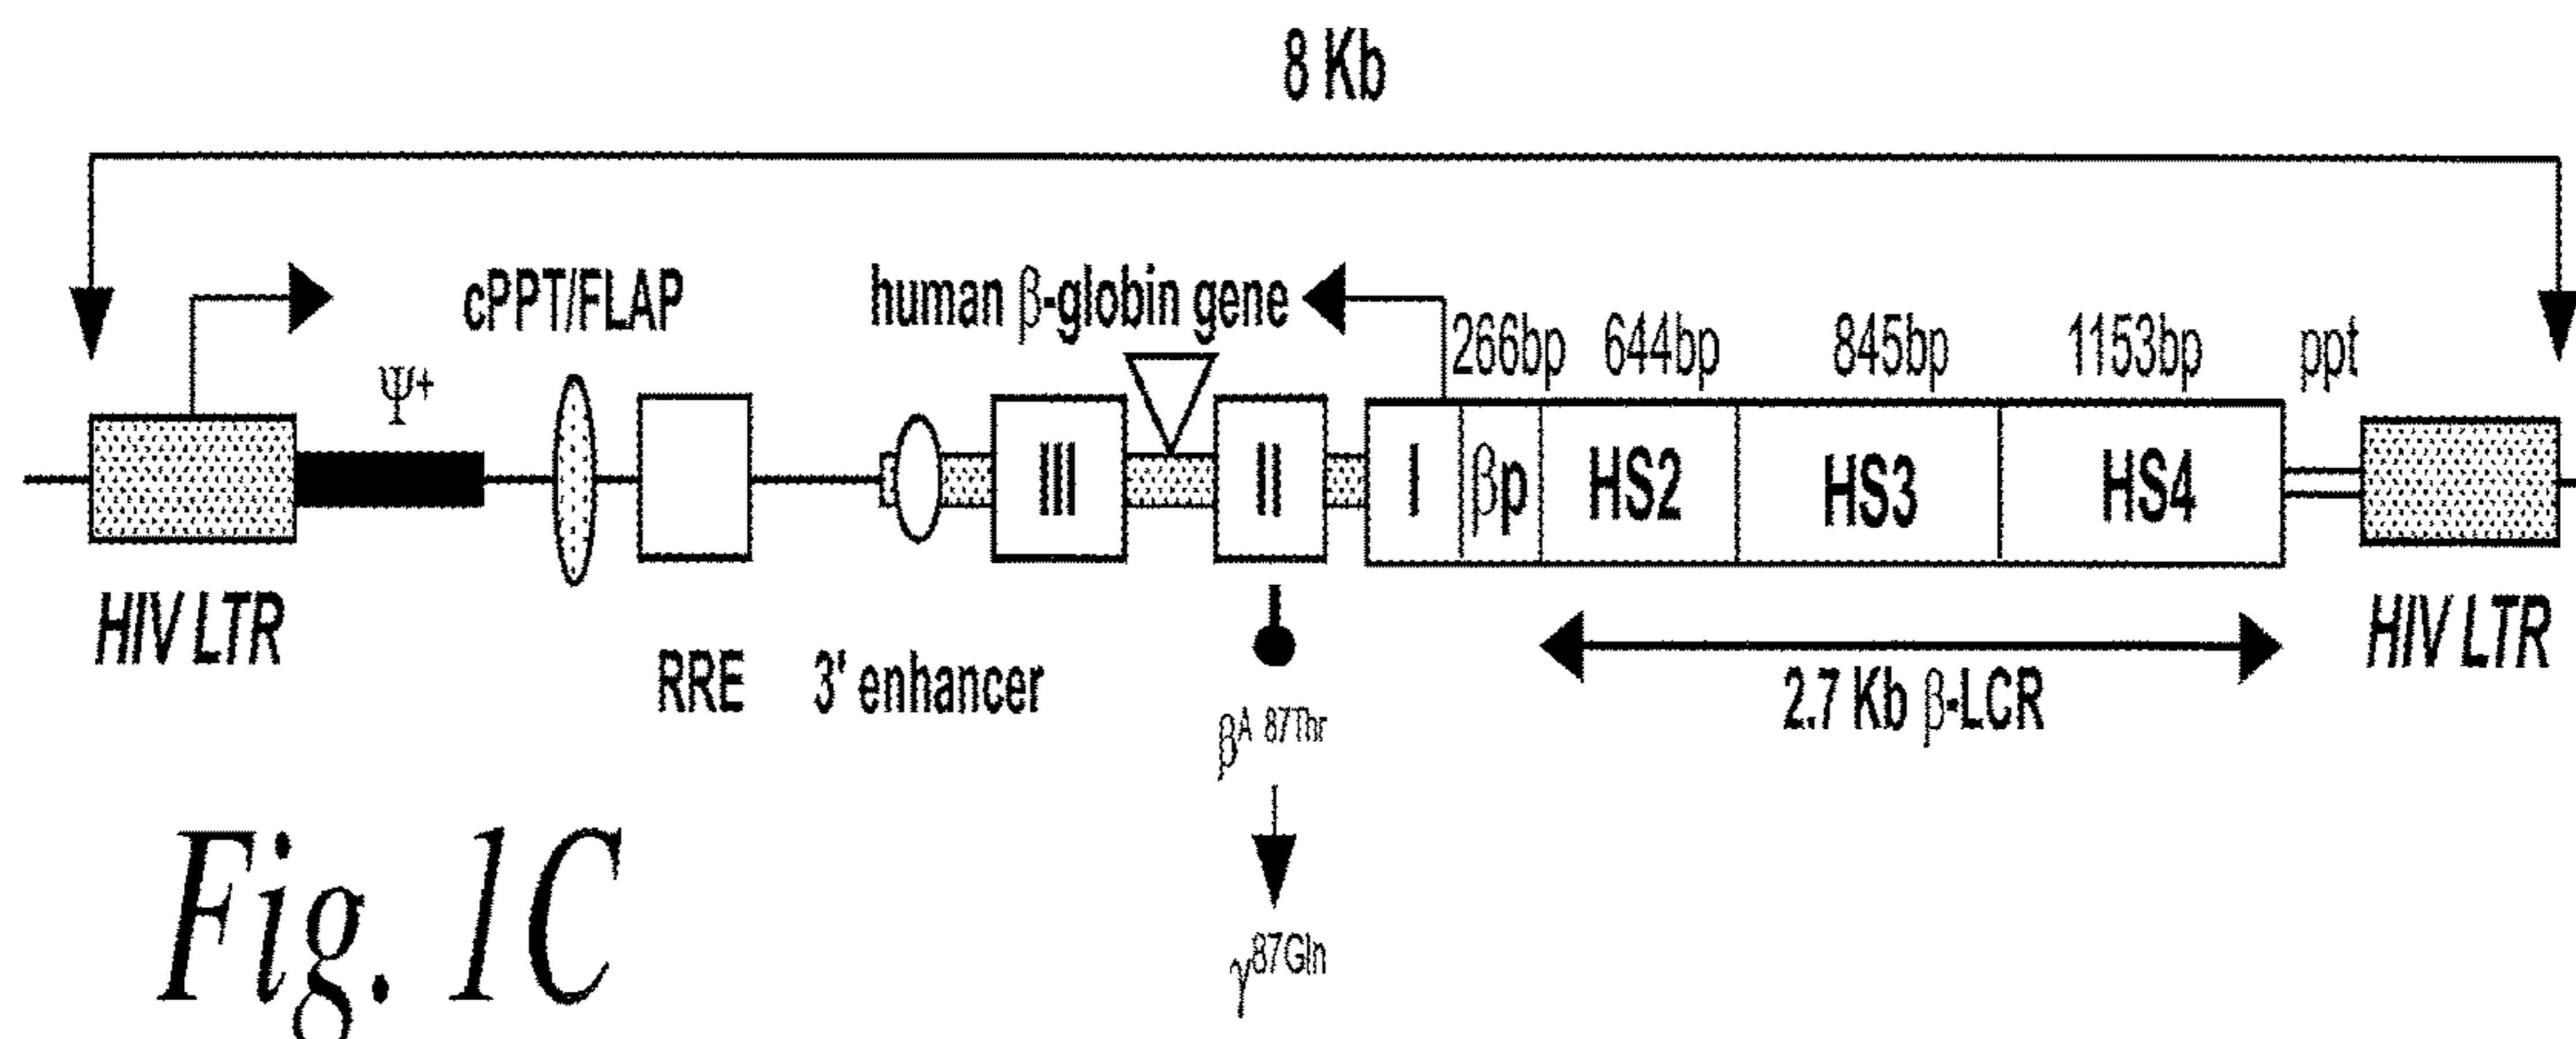 8 Kb
cPPT/FLAP
human β-globin gene
Ψ+
266bp
644bp
845bp
1153bp
ppt
III
II
I
βp
HS2
HS3
HS4
HIV LTR
RRE
3' enhancer
2.7 Kb β-LCR
HIV LTR
βA 87Thr
γ87Gln
Fig. 1C